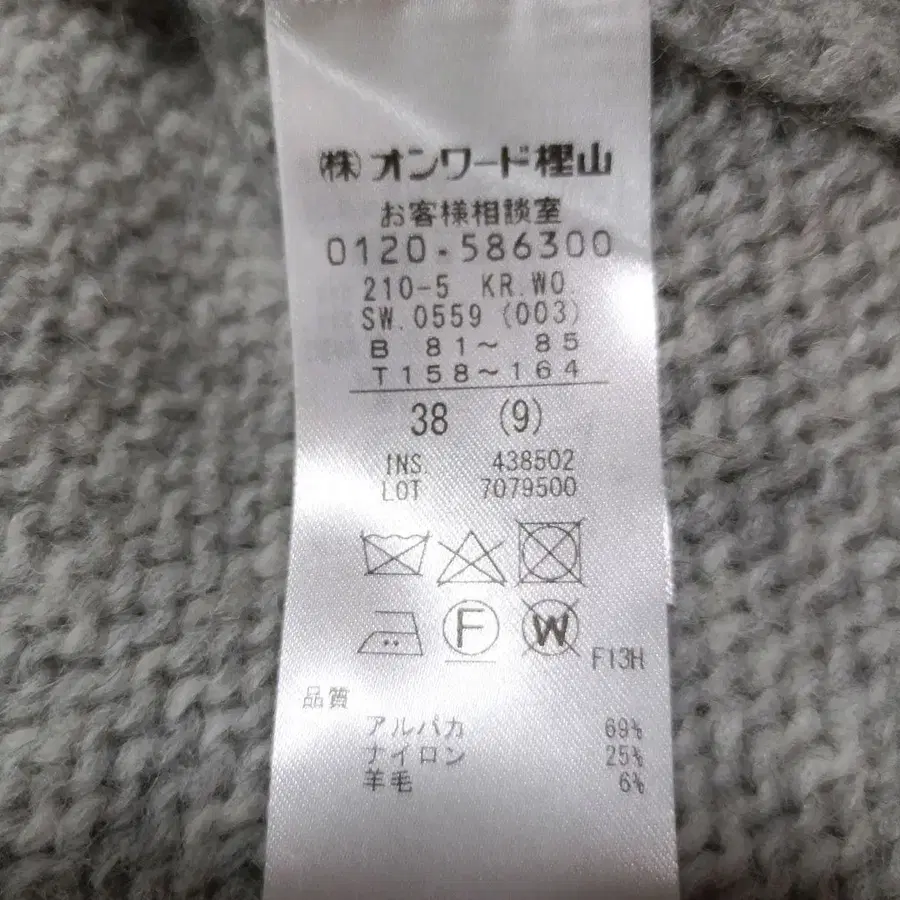 ㈱ オンワード樫山
お客様相談室
0120-586300
210-5 KR.WO
SW.0559 (003)
B 81〜 85
T158〜164
38 (9)
INS. 438502
LOT 7079500
F W F13H
品質
アルパカ 69%
ナイロン 25%
羊毛 6%